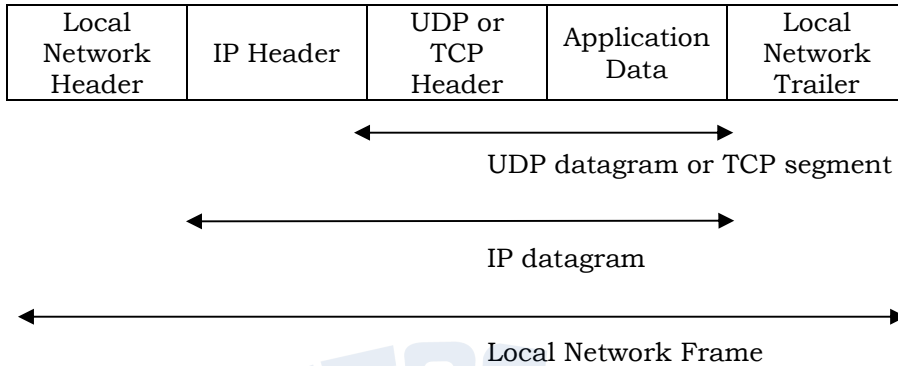 Local
Network
Header
IP Header
UDP or
TCP
Header
Application
Data
Local
Network
Trailer
UDP datagram or TCP segment
IP datagram
Local Network Frame